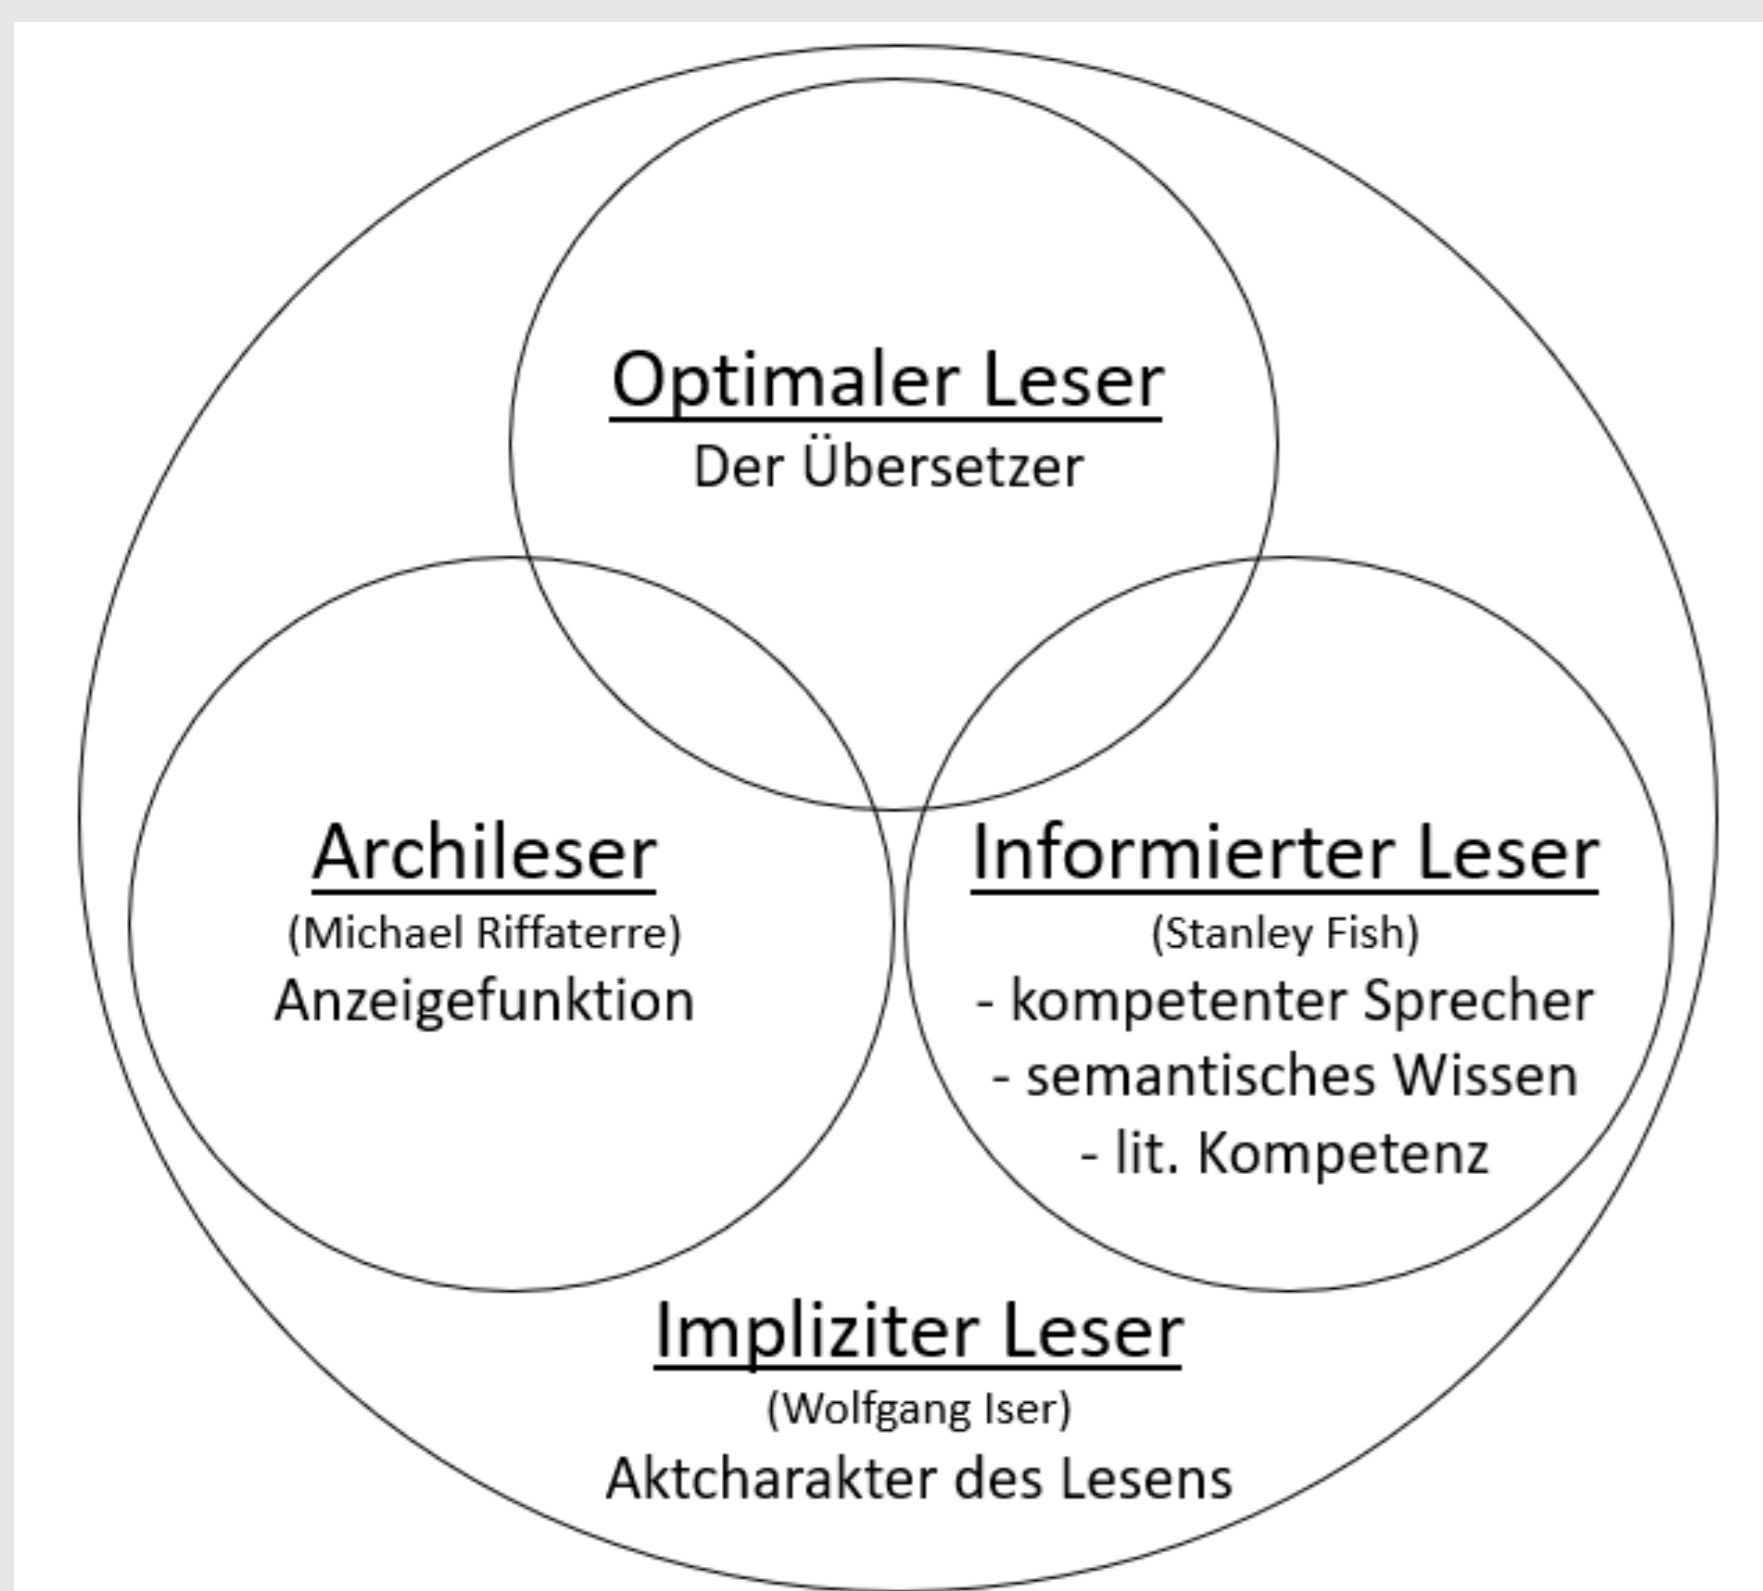 Optimaler Leser
Der Übersetzer
Archileser
(Michael Riffaterre)
Anzeigefunktion
Informierter Leser
(Stanley Fish)
- kompetenter Sprecher
- semantisches Wissen
- lit. Kompetenz
Impliziter Leser
(Wolfgang Iser)
Aktcharakter des Lesens